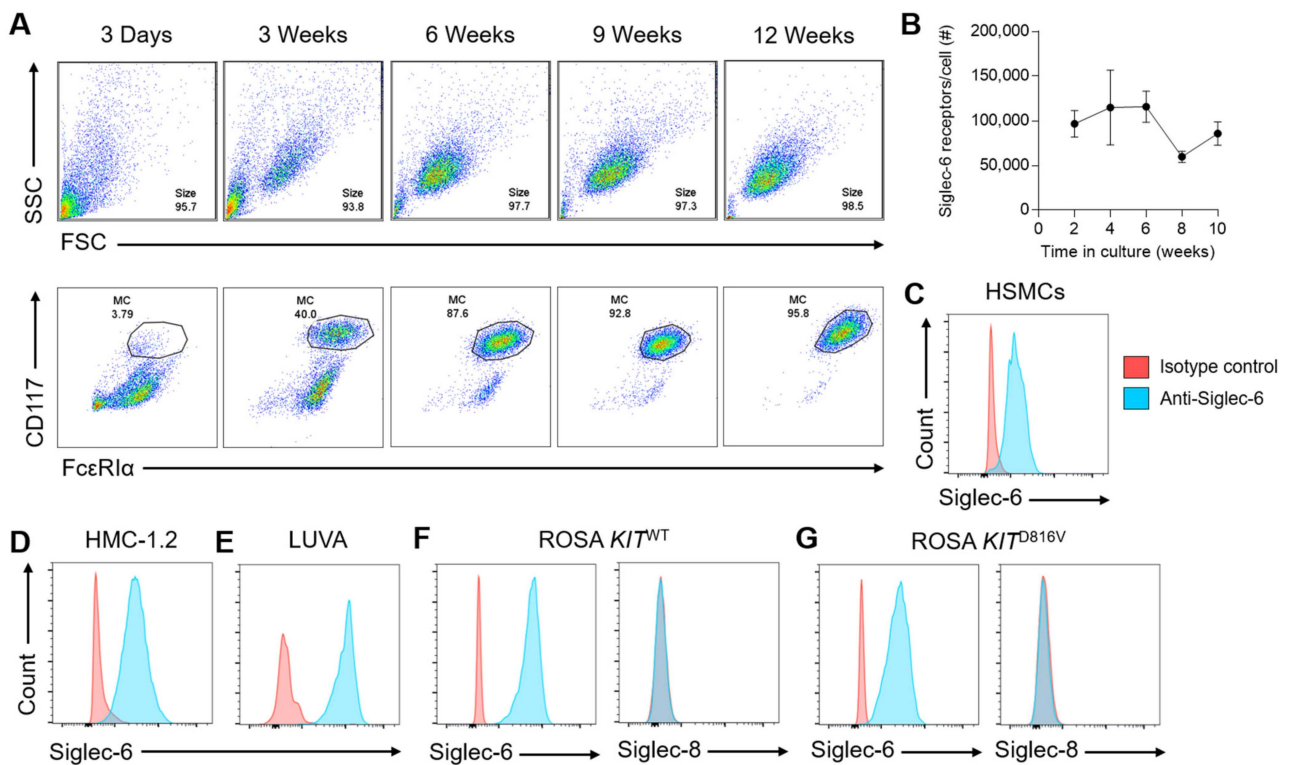 A
3 Days
3 Weeks
6 Weeks
9 Weeks
12 Weeks
SSC
Size
95.7
Size
93.8
Size
97.7
Size
97.3
Size
98.5
FSC
MC
3.79
MC
40.0
MC
87.6
MC
92.8
MC
95.8
CD117
FcεRIα
B
Siglec-6 receptors/cell (#)
200,000
150,000
100,000
50,000
0
0 2 4 6 8 10
Time in culture (weeks)
C
HSMCs
Count
Siglec-6
Isotype control
Anti-Siglec-6
D
HMC-1.2
Count
Siglec-6
E
LUVA
F
ROSA KITWT
Siglec-6
Siglec-8
G
ROSA KITD816V
Siglec-6
Siglec-8